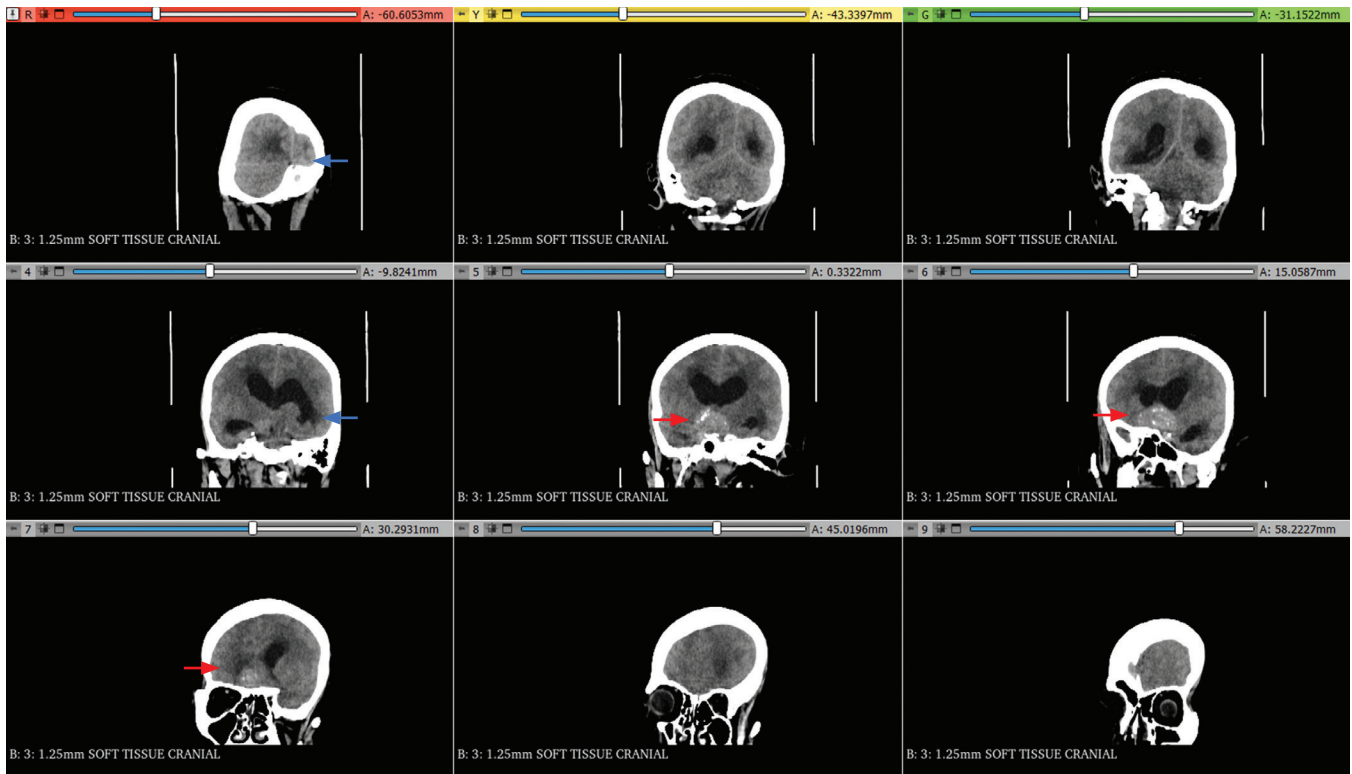 R A: -60.6053mm
Y A: -43.3397mm
G A: -31.1522mm
B: 3: 1.25mm SOFT TISSUE CRANIAL
B: 3: 1.25mm SOFT TISSUE CRANIAL
B: 3: 1.25mm SOFT TISSUE CRANIAL
4 A: -9.8241mm
5 A: 0.3322mm
6 A: 15.0587mm
B: 3: 1.25mm SOFT TISSUE CRANIAL
B: 3: 1.25mm SOFT TISSUE CRANIAL
B: 3: 1.25mm SOFT TISSUE CRANIAL
7 A: 30.2931mm
8 A: 45.0196mm
9 A: 58.2227mm
B: 3: 1.25mm SOFT TISSUE CRANIAL
B: 3: 1.25mm SOFT TISSUE CRANIAL
B: 3: 1.25mm SOFT TISSUE CRANIAL